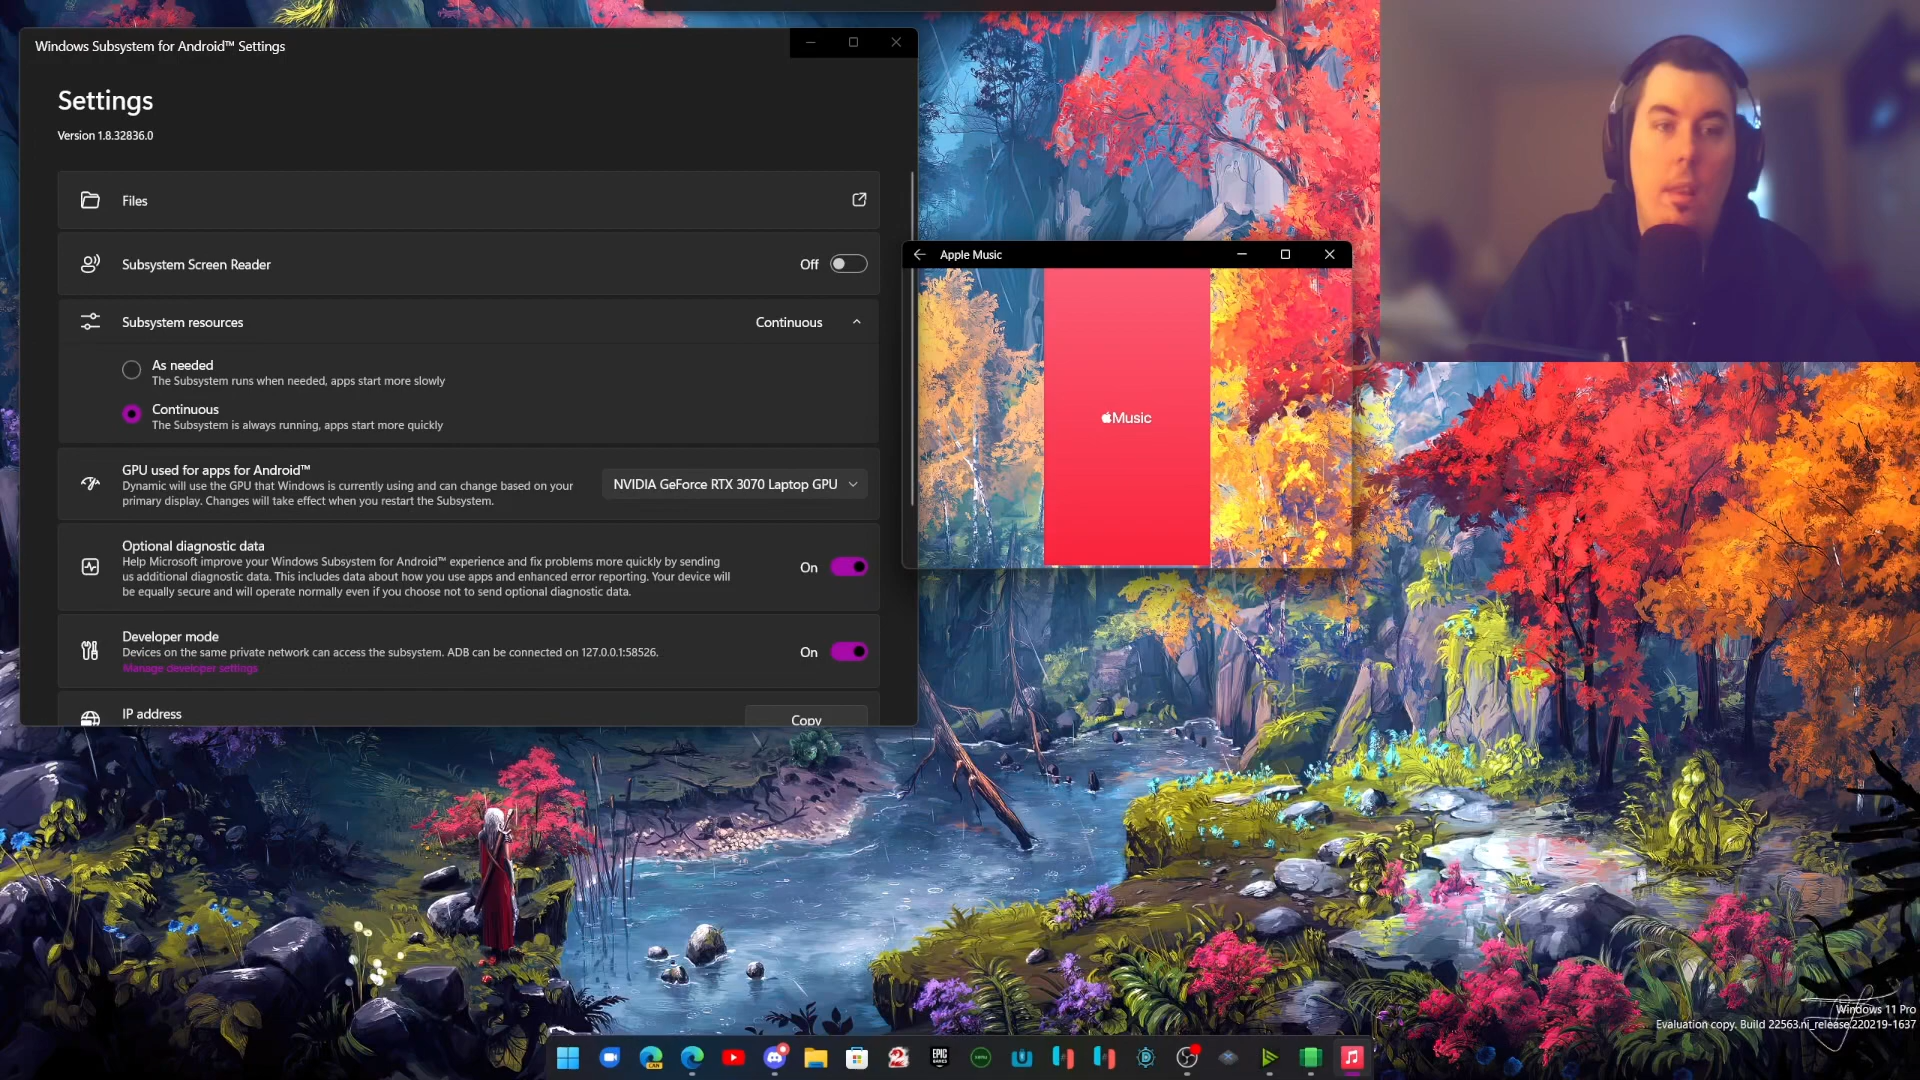 Windows Subsystem for Android™ Settings
Settings
Version 1.8.32836.0
Files
Subsystem Screen Reader
Off
Subsystem resources
Continuous
As needed
The Subsystem runs when needed, apps start more slowly
Continuous
The Subsystem is always running, apps start more quickly
GPU used for apps for Android™
Dynamic will use the GPU that Windows is currently using and can change based on your
primary display. Changes will take effect when you restart the Subsystem.
NVIDIA GeForce RTX 3070 Laptop GPU
Optional diagnostic data
Help Microsoft improve your Windows Subsystem for Android™ experience and fix problems more quickly by sending
us additional diagnostic data. This includes data about how you use apps and enhanced error reporting. Your device will
be equally secure and will operate normally even if you choose not to send optional diagnostic data.
On
Developer mode
Devices on the same private network can access the subsystem. ADB can be connected on 127.0.0.1:58526.
Manage developer settings
On
IP address
Copy
Apple Music
Music
Windows 11 Pro
Evaluation copy. Build 22563.ni_release.220219-1637
CAN
EPIC
GAMES